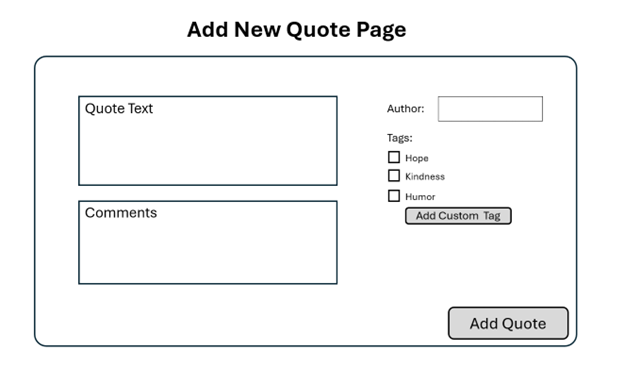 Add New Quote Page
Quote Text
Comments
Author:
Tags:
Hope
Kindness
Humor
Add Custom Tag
Add Quote